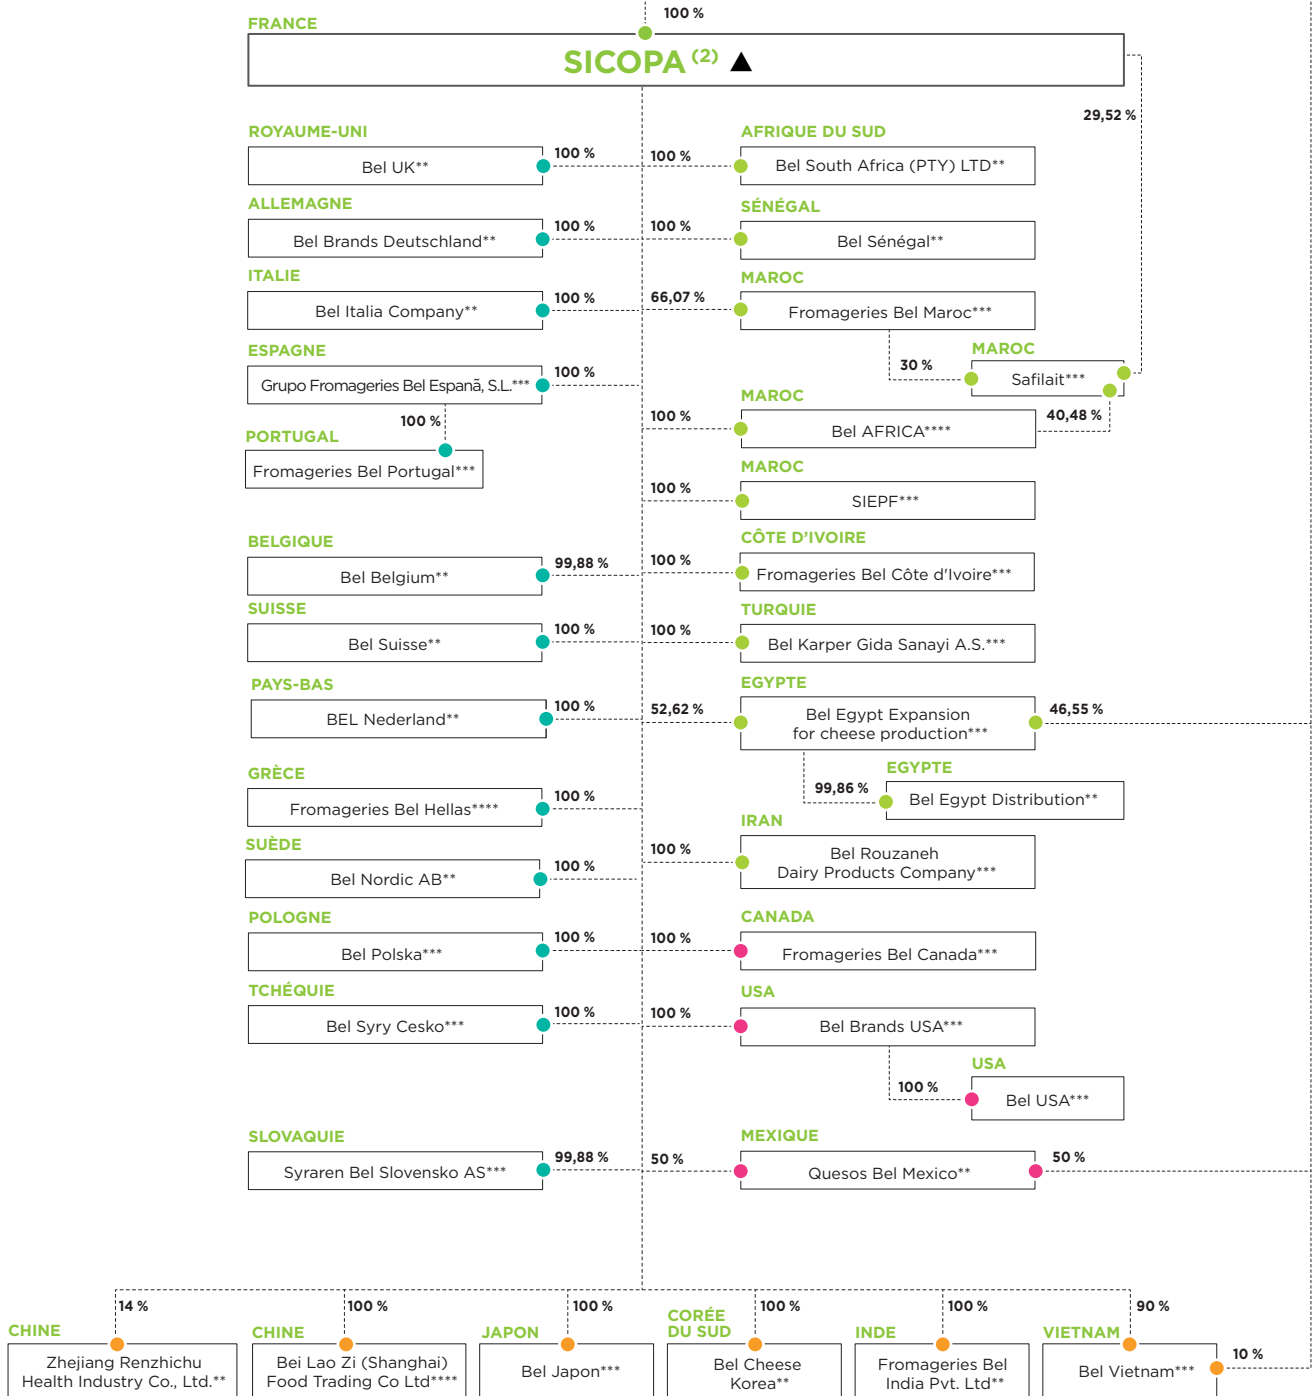 100 %
FRANCE
SICOPA (2) ▲
29,52 %
ROYAUME-UNI
Bel UK**
100 %
100 %
AFRIQUE DU SUD
Bel South Africa (PTY) LTD**
ALLEMAGNE
Bel Brands Deutschland**
100 %
100 %
SÉNÉGAL
Bel Sénégal**
ITALIE
Bel Italia Company**
100 %
66,07 %
MAROC
Fromageries Bel Maroc***
30 %
MAROC
Safilait***
ESPAGNE
Grupo Fromageries Bel Espanã, S.L.***
100 %
100 %
PORTUGAL
Fromageries Bel Portugal***
100 %
MAROC
Bel AFRICA****
40,48 %
100 %
MAROC
SIEPF***
BELGIQUE
Bel Belgium**
99,88 %
100 %
CÔTE D'IVOIRE
Fromageries Bel Côte d'Ivoire***
SUISSE
Bel Suisse**
100 %
100 %
TURQUIE
Bel Karper Gida Sanayi A.S.***
PAYS-BAS
BEL Nederland**
100 %
52,62 %
EGYPTE
Bel Egypt Expansion
for cheese production***
46,55 %
99,86 %
EGYPTE
Bel Egypt Distribution**
GRÈCE
Fromageries Bel Hellas****
100 %
SUÈDE
Bel Nordic AB**
100 %
100 %
IRAN
Bel Rouzaneh
Dairy Products Company***
POLOGNE
Bel Polska***
100 %
100 %
CANADA
Fromageries Bel Canada***
TCHÉQUIE
Bel Syry Cesko***
100 %
100 %
USA
Bel Brands USA***
100 %
USA
Bel USA***
SLOVAQUIE
Syraren Bel Slovensko AS***
99,88 %
50 %
MEXIQUE
Quesos Bel Mexico**
50 %
14 %
CHINE
Zhejiang Renzhichu
Health Industry Co., Ltd.**
100 %
CHINE
Bei Lao Zi (Shanghai)
Food Trading Co Ltd****
100 %
JAPON
Bel Japon***
100 %
CORÉE
DU SUD
Bel Cheese
Korea**
100 %
INDE
Fromageries Bel
India Pvt. Ltd**
90 %
VIETNAM
Bel Vietnam***
10 %